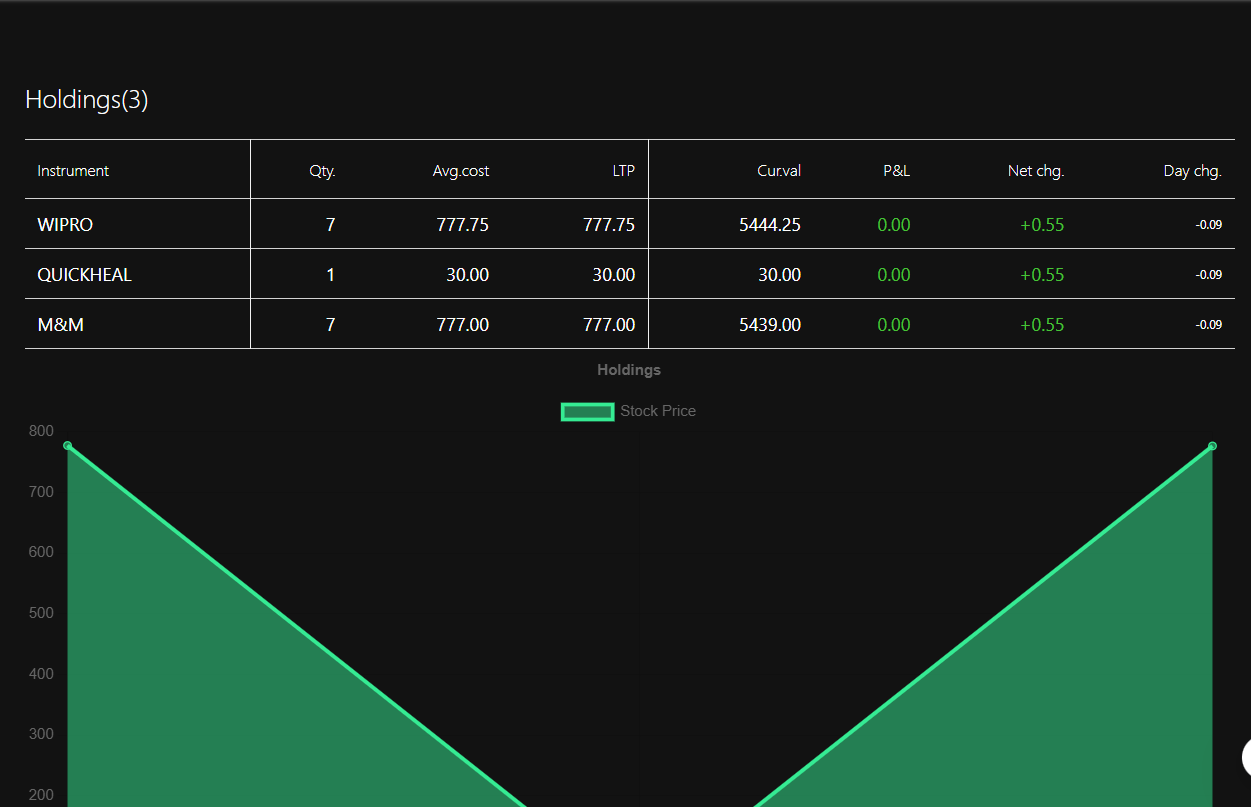 Holdings(3)
Instrument Qty. Avg.cost LTP Cur.val P&L Net chg. Day chg.
WIPRO 7 777.75 777.75 5444.25 0.00 +0.55 -0.09
QUICKHEAL 1 30.00 30.00 30.00 0.00 +0.55 -0.09
M&M 7 777.00 777.00 5439.00 0.00 +0.55 -0.09
Holdings
Stock Price
800
700
600
500
400
300
200